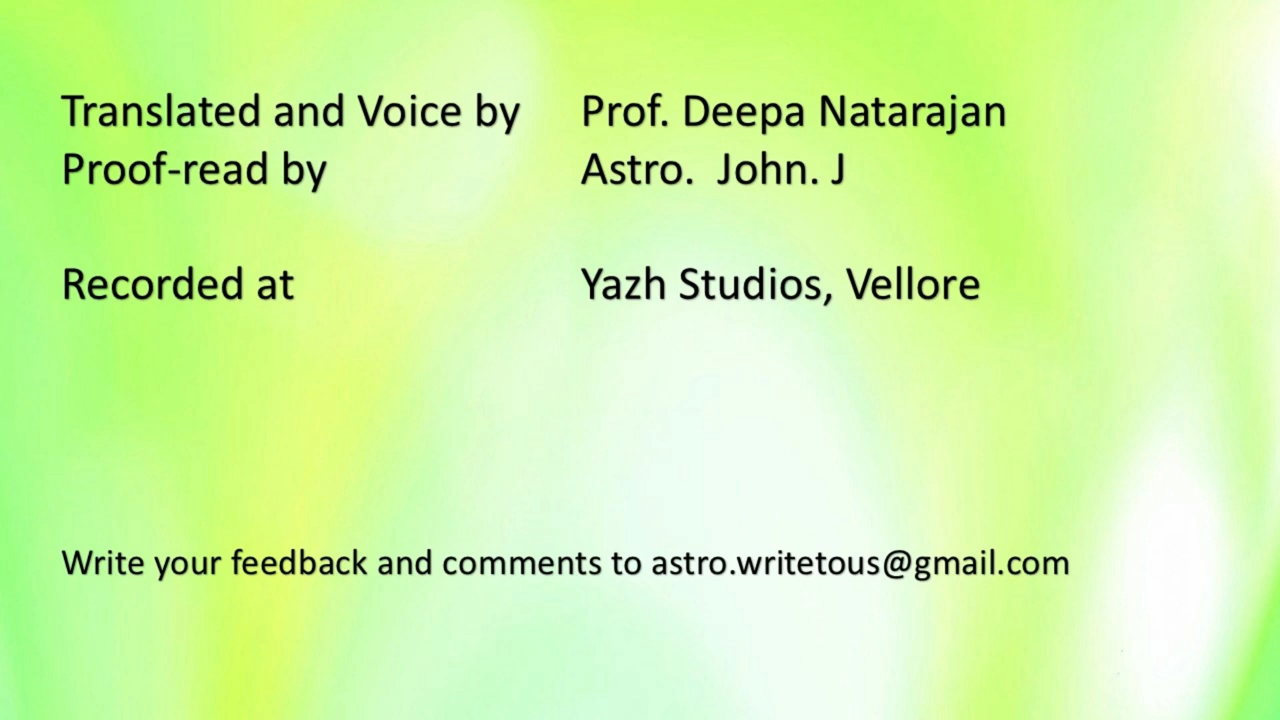 Translated and Voice by Prof. Deepa Natarajan
Proof-read by Astro. John. J
Recorded at Yazh Studios, Vellore
Write your feedback and comments to astro.writetous@gmail.com